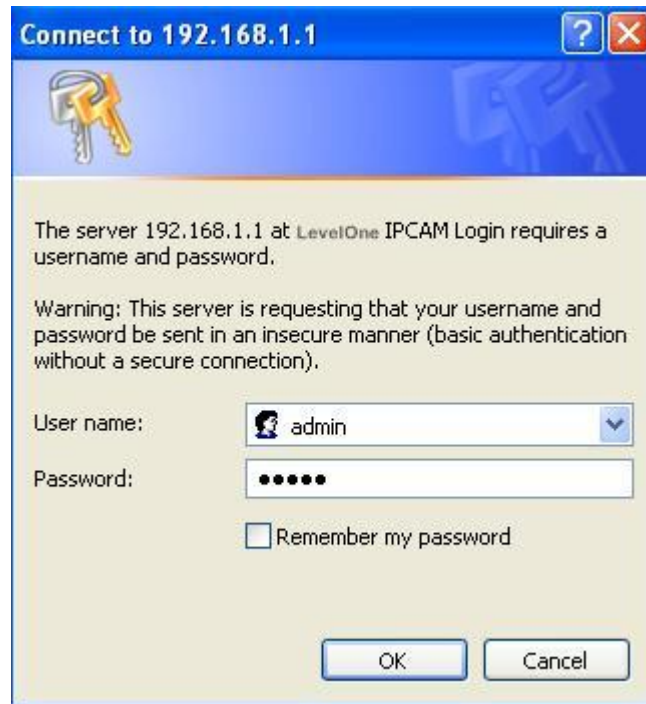 Connect to 192.168.1.1
The server 192.168.1.1 at LevelOne IPCAM Login requires a
username and password.
Warning: This server is requesting that your username and
password be sent in an insecure manner (basic authentication
without a secure connection).
User name:
admin
Password:
•••••
Remember my password
OK
Cancel